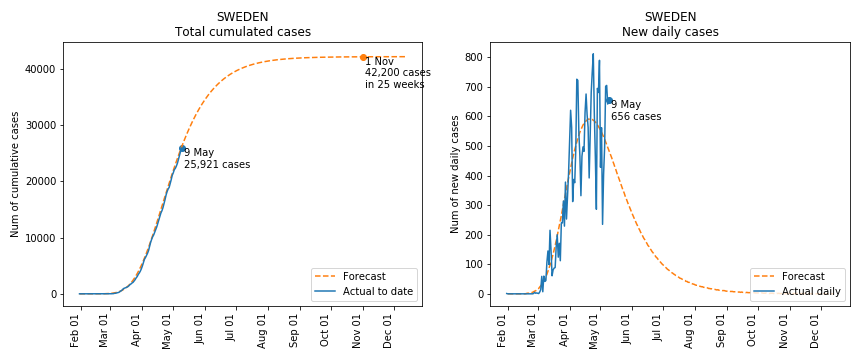 SWEDEN
Total cumulated cases
Num of cumulative cases
40000
30000
20000
10000
0
1 Nov
42,200 cases
in 25 weeks
9 May
25,921 cases
Forecast
Actual to date
Feb 01
Mar 01
Apr 01
May 01
Jun 01
Jul 01
Aug 01
Sep 01
Oct 01
Nov 01
Dec 01
SWEDEN
New daily cases
Num of new daily cases
800
700
600
500
400
300
200
100
0
9 May
656 cases
Forecast
Actual daily
Feb 01
Mar 01
Apr 01
May 01
Jun 01
Jul 01
Aug 01
Sep 01
Oct 01
Nov 01
Dec 01